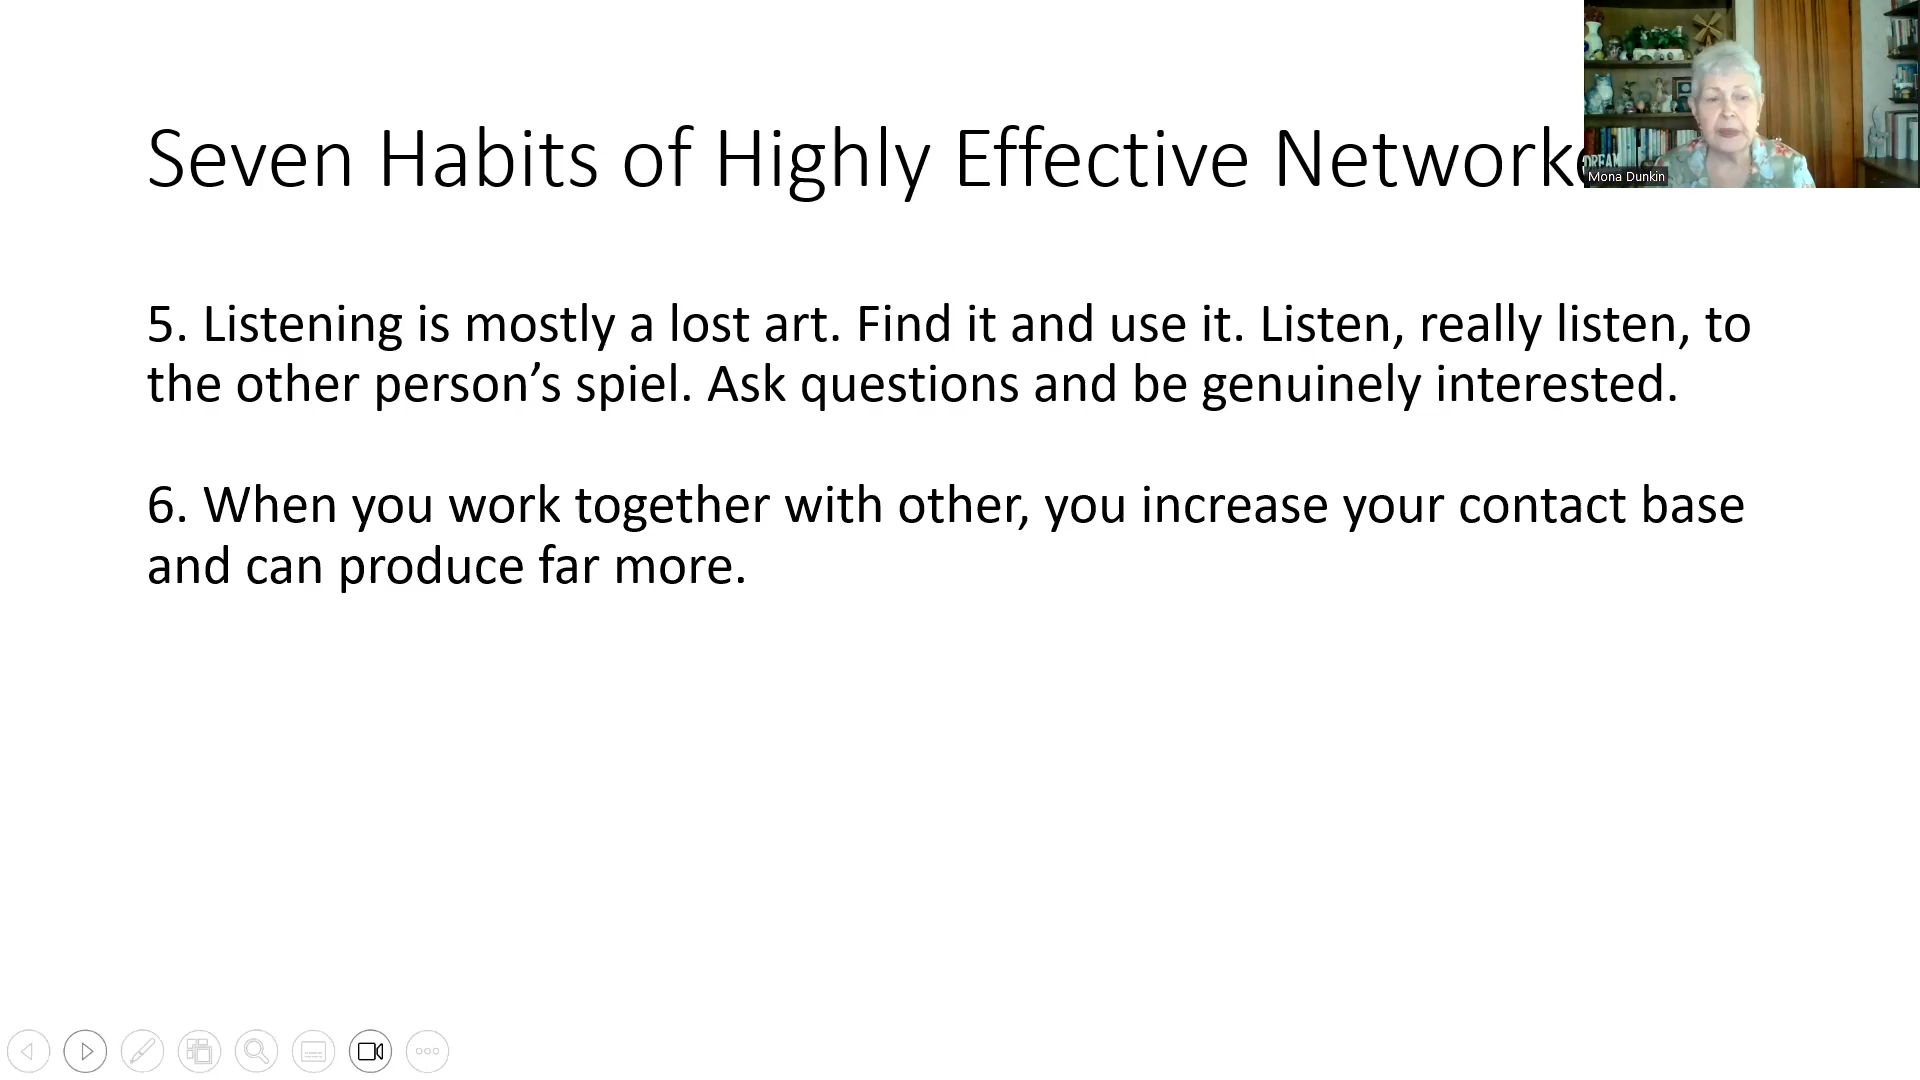 Seven Habits of Highly Effective Networke
DREAM
Mona Dunkin
5. Listening is mostly a lost art. Find it and use it. Listen, really listen, to
the other person’s spiel. Ask questions and be genuinely interested.
6. When you work together with other, you increase your contact base
and can produce far more.